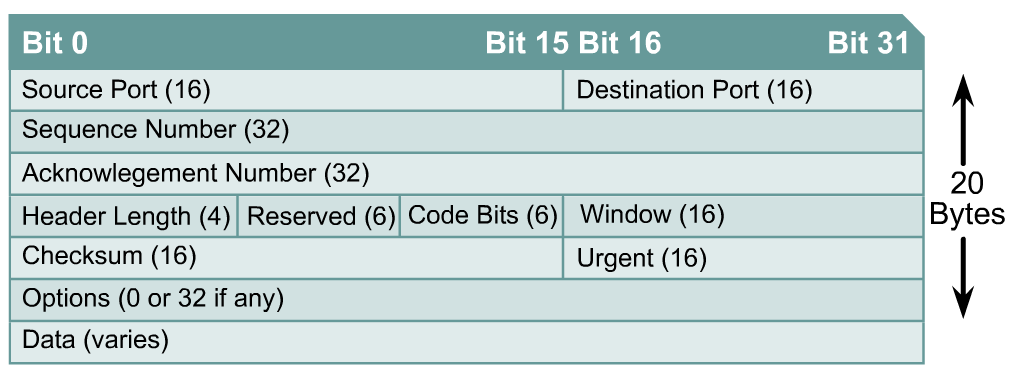 Bit 0 Bit 15 Bit 16 Bit 31
Source Port (16) Destination Port (16)
Sequence Number (32)
Acknowlegement Number (32)
Header Length (4) Reserved (6) Code Bits (6) Window (16)
Checksum (16) Urgent (16)
Options (0 or 32 if any)
Data (varies)
20
Bytes